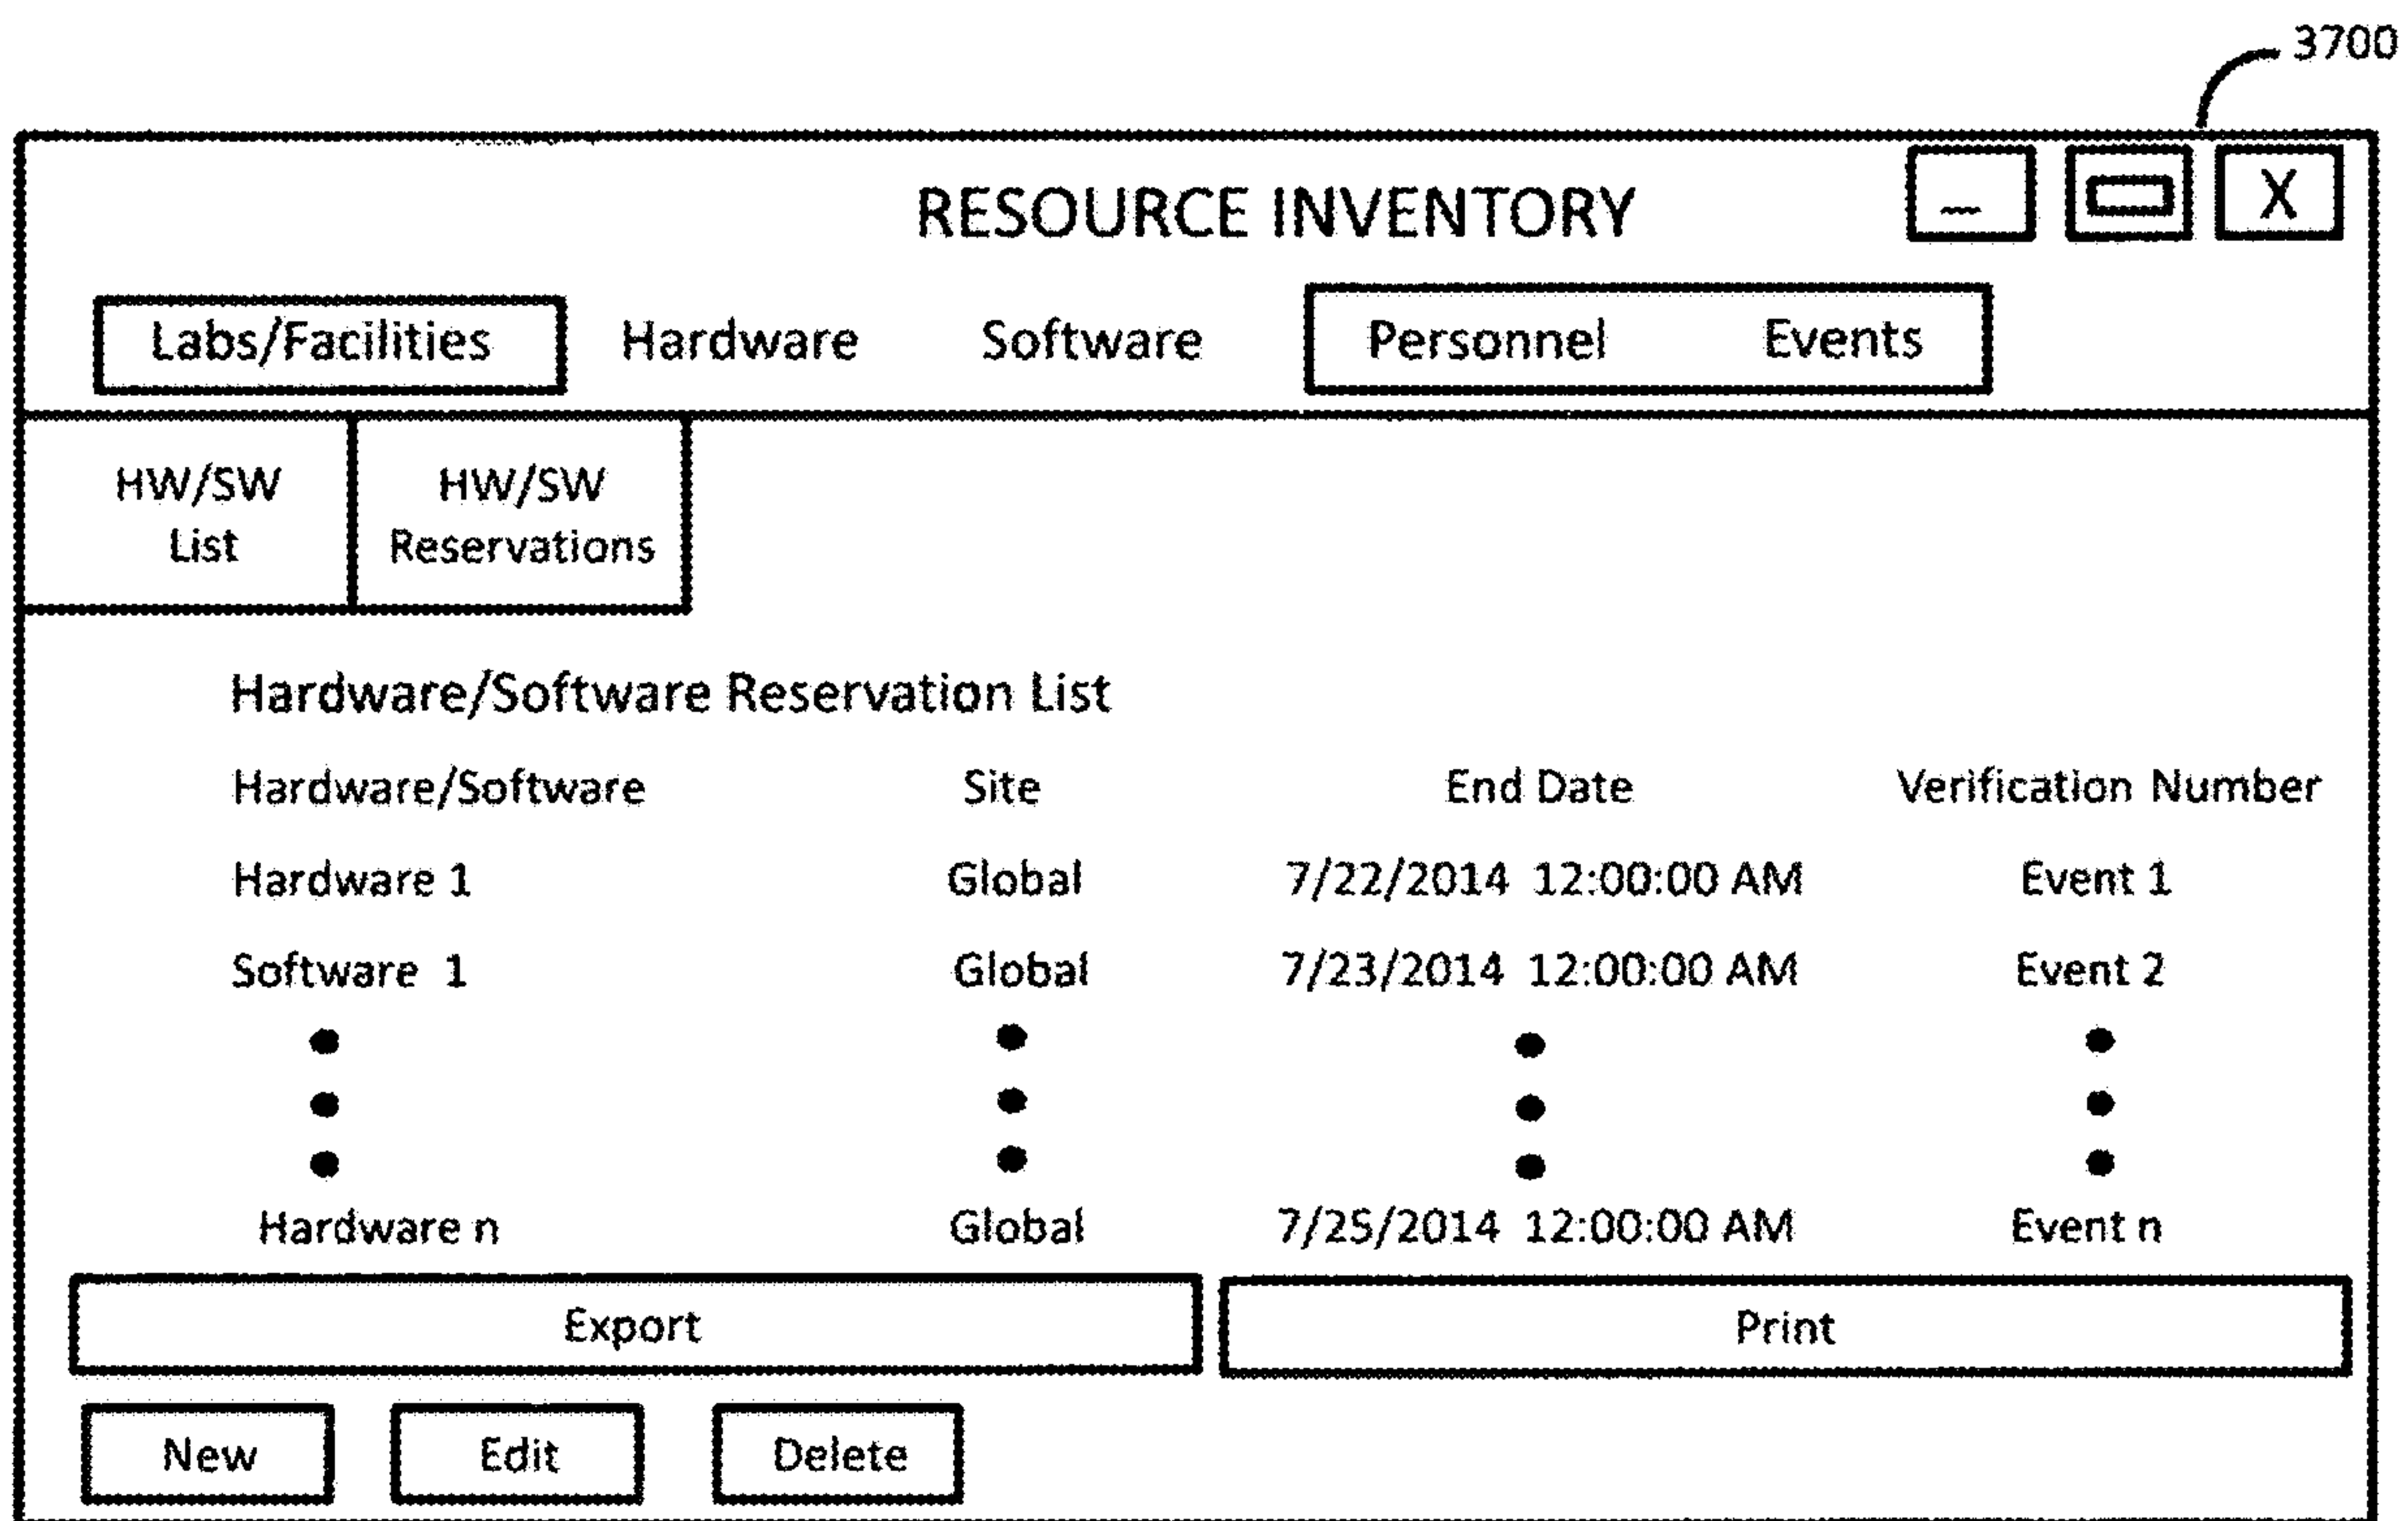 3700
RESOURCE INVENTORY
_ X
Labs/Facilities Hardware Software Personnel Events
HW/SW List
HW/SW Reservations
Hardware/Software Reservation List
Hardware/Software Site End Date Verification Number
Hardware 1 Global 7/22/2014 12:00:00 AM Event 1
Software 1 Global 7/23/2014 12:00:00 AM Event 2
Hardware n Global 7/25/2014 12:00:00 AM Event n
Export Print
New Edit Delete